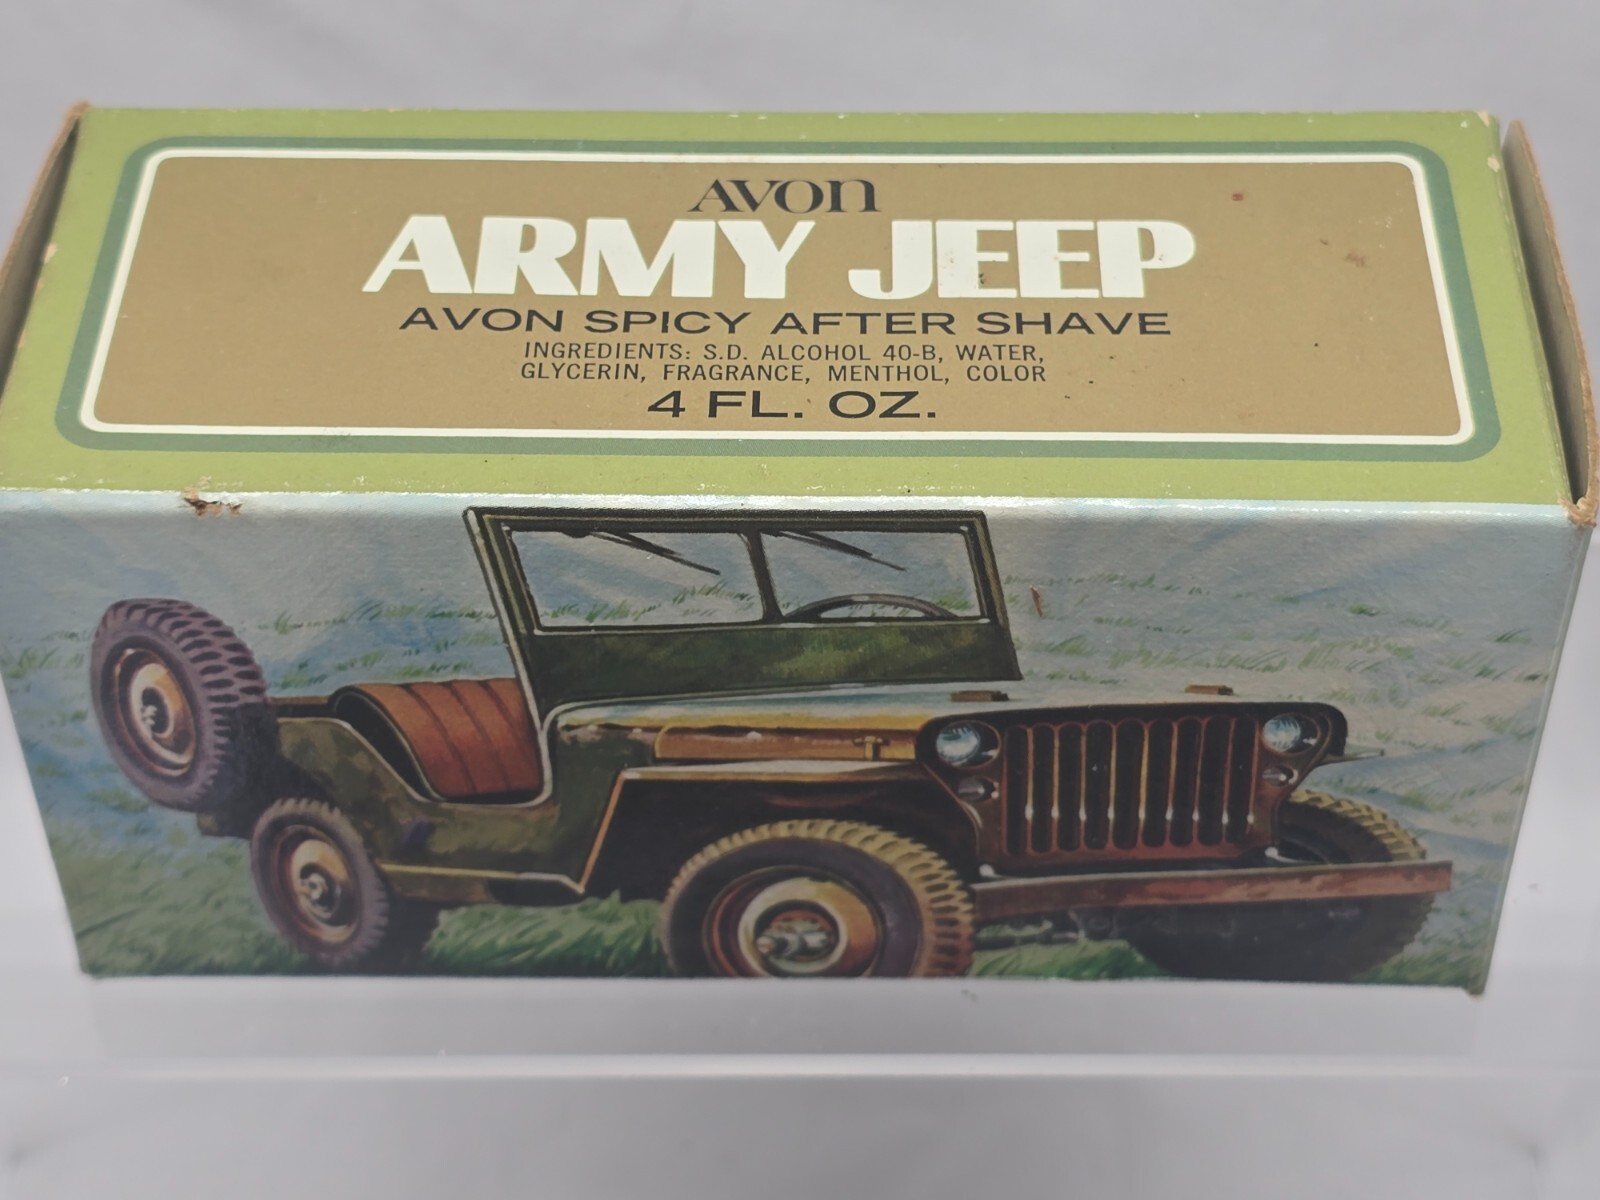 AVON
ARMY JEEP
AVON SPICY AFTER SHAVE
INGREDIENTS: S.D. ALCOHOL 40-B, WATER,
GLYCERIN, FRAGRANCE, MENTHOL, COLOR
4 FL. OZ.